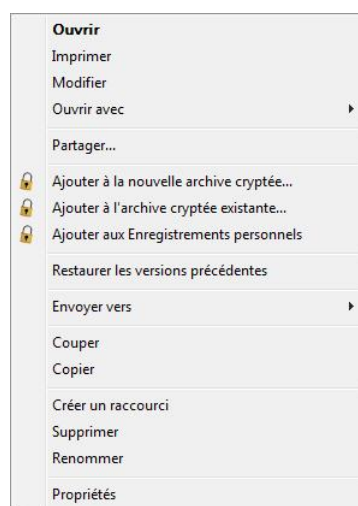 Ouvrir
Imprimer
Modifier
Ouvrir avec
Partager...
Ajouter à la nouvelle archive cryptée...
Ajouter à l'archive cryptée existante...
Ajouter aux Enregistrements personnels
Restaurer les versions précédentes
Envoyer vers
Couper
Copier
Créer un raccourci
Supprimer
Renommer
Propriétés